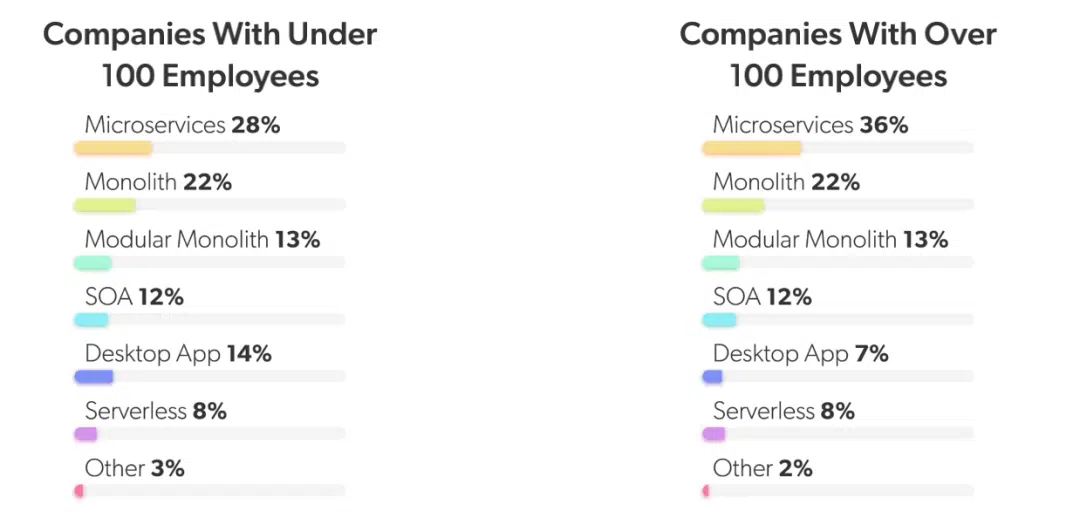 Companies With Under
100 Employees
Microservices 28%
Monolith 22%
Modular Monolith 13%
SOA 12%
Desktop App 14%
Serverless 8%
Other 3%
Companies With Over
100 Employees
Microservices 36%
Monolith 22%
Modular Monolith 13%
SOA 12%
Desktop App 7%
Serverless 8%
Other 2%